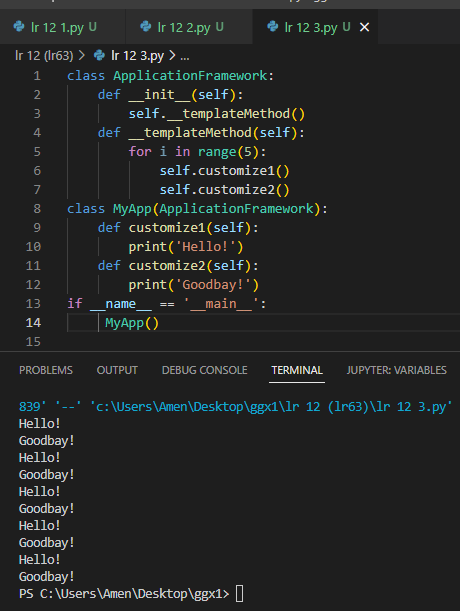 lr 12 1.py U lr 12 2.py U lr 12 3.py U ×
lr 12 (lr63) > lr 12 3.py > ...
1 class ApplicationFramework:
2     def __init__(self):
3         self.__templateMethod()
4     def __templateMethod(self):
5         for i in range(5):
6             self.customize1()
7             self.customize2()
8 class MyApp(ApplicationFramework):
9     def customize1(self):
10         print('Hello!')
11     def customize2(self):
12         print('Goodbay!')
13 if __name__ == '__main__':
14      MyApp()
15
PROBLEMS OUTPUT DEBUG CONSOLE TERMINAL JUPYTER: VARIABLES
839' '--' 'c:\Users\Amen\Desktop\ggx1\lr 12 (lr63)\lr 12 3.py'
Hello!
Goodbay!
Hello!
Goodbay!
Hello!
Goodbay!
Hello!
Goodbay!
Hello!
Goodbay!
PS C:\Users\Amen\Desktop\ggx1>